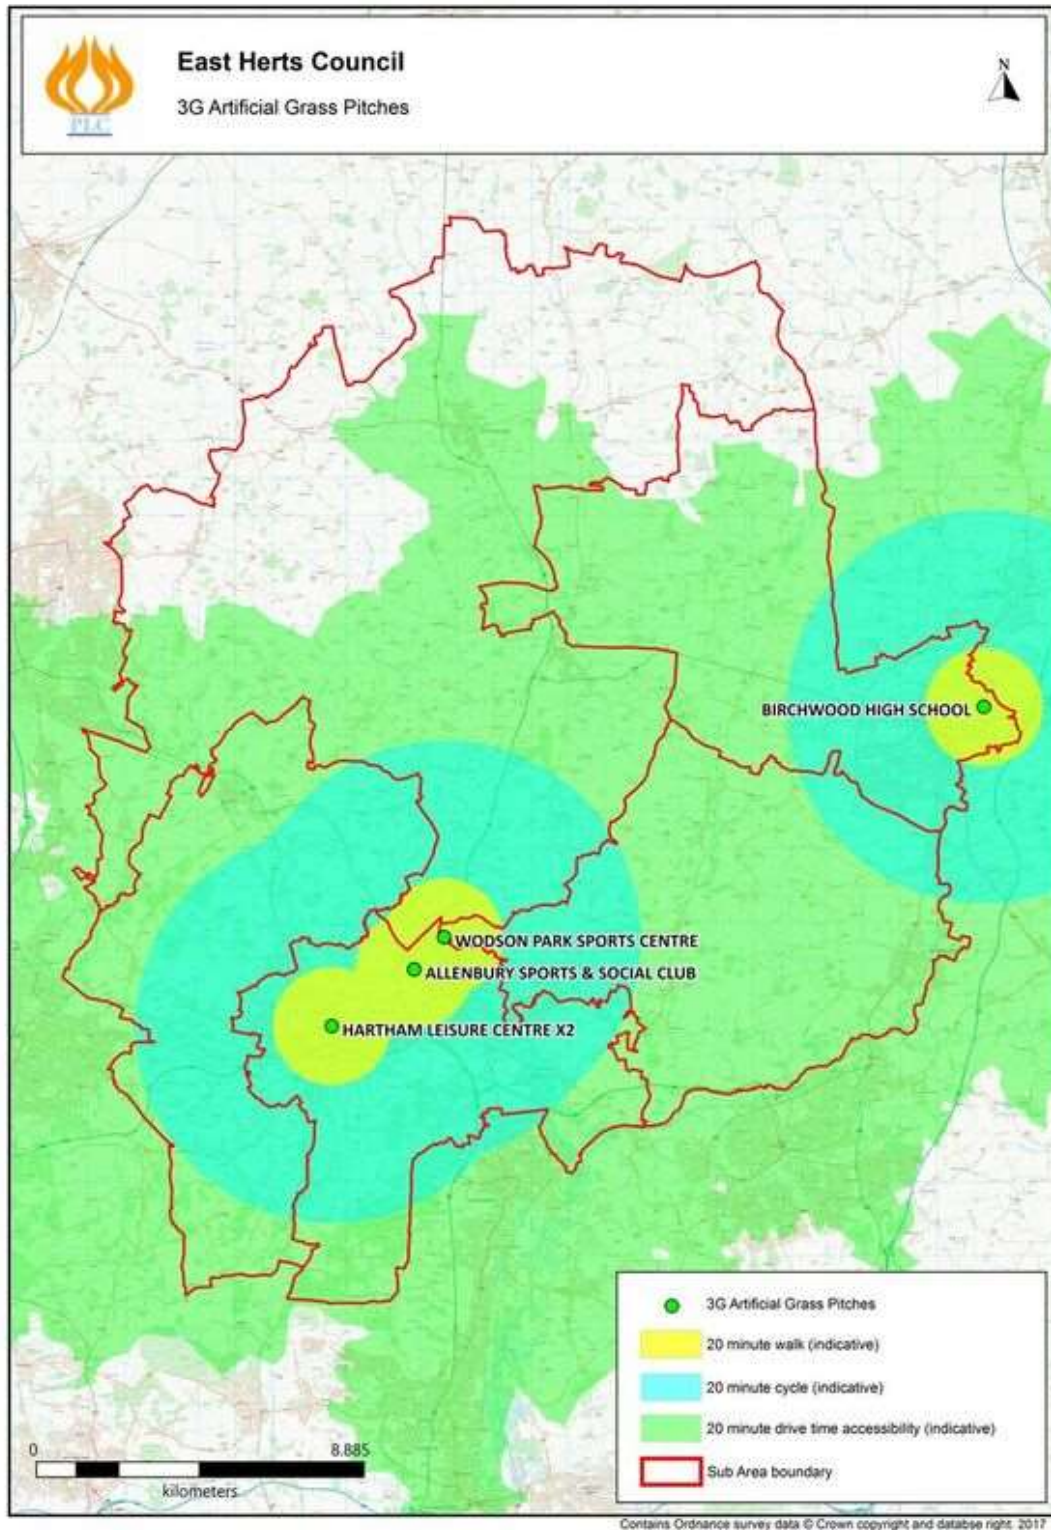 East Herts Council
3G Artificial Grass Pitches
PLC
N
BIRCHWOOD HIGH SCHOOL
WODSON PARK SPORTS CENTRE
ALLENBURY SPORTS & SOCIAL CLUB
HARTHAM LEISURE CENTRE X2
3G Artificial Grass Pitches
20 minute walk (indicative)
20 minute cycle (indicative)
20 minute drive time accessibility (indicative)
Sub Area boundary
0 8.885
kilometers
Contains Ordnance survey data © Crown copyright and databse right. 2017